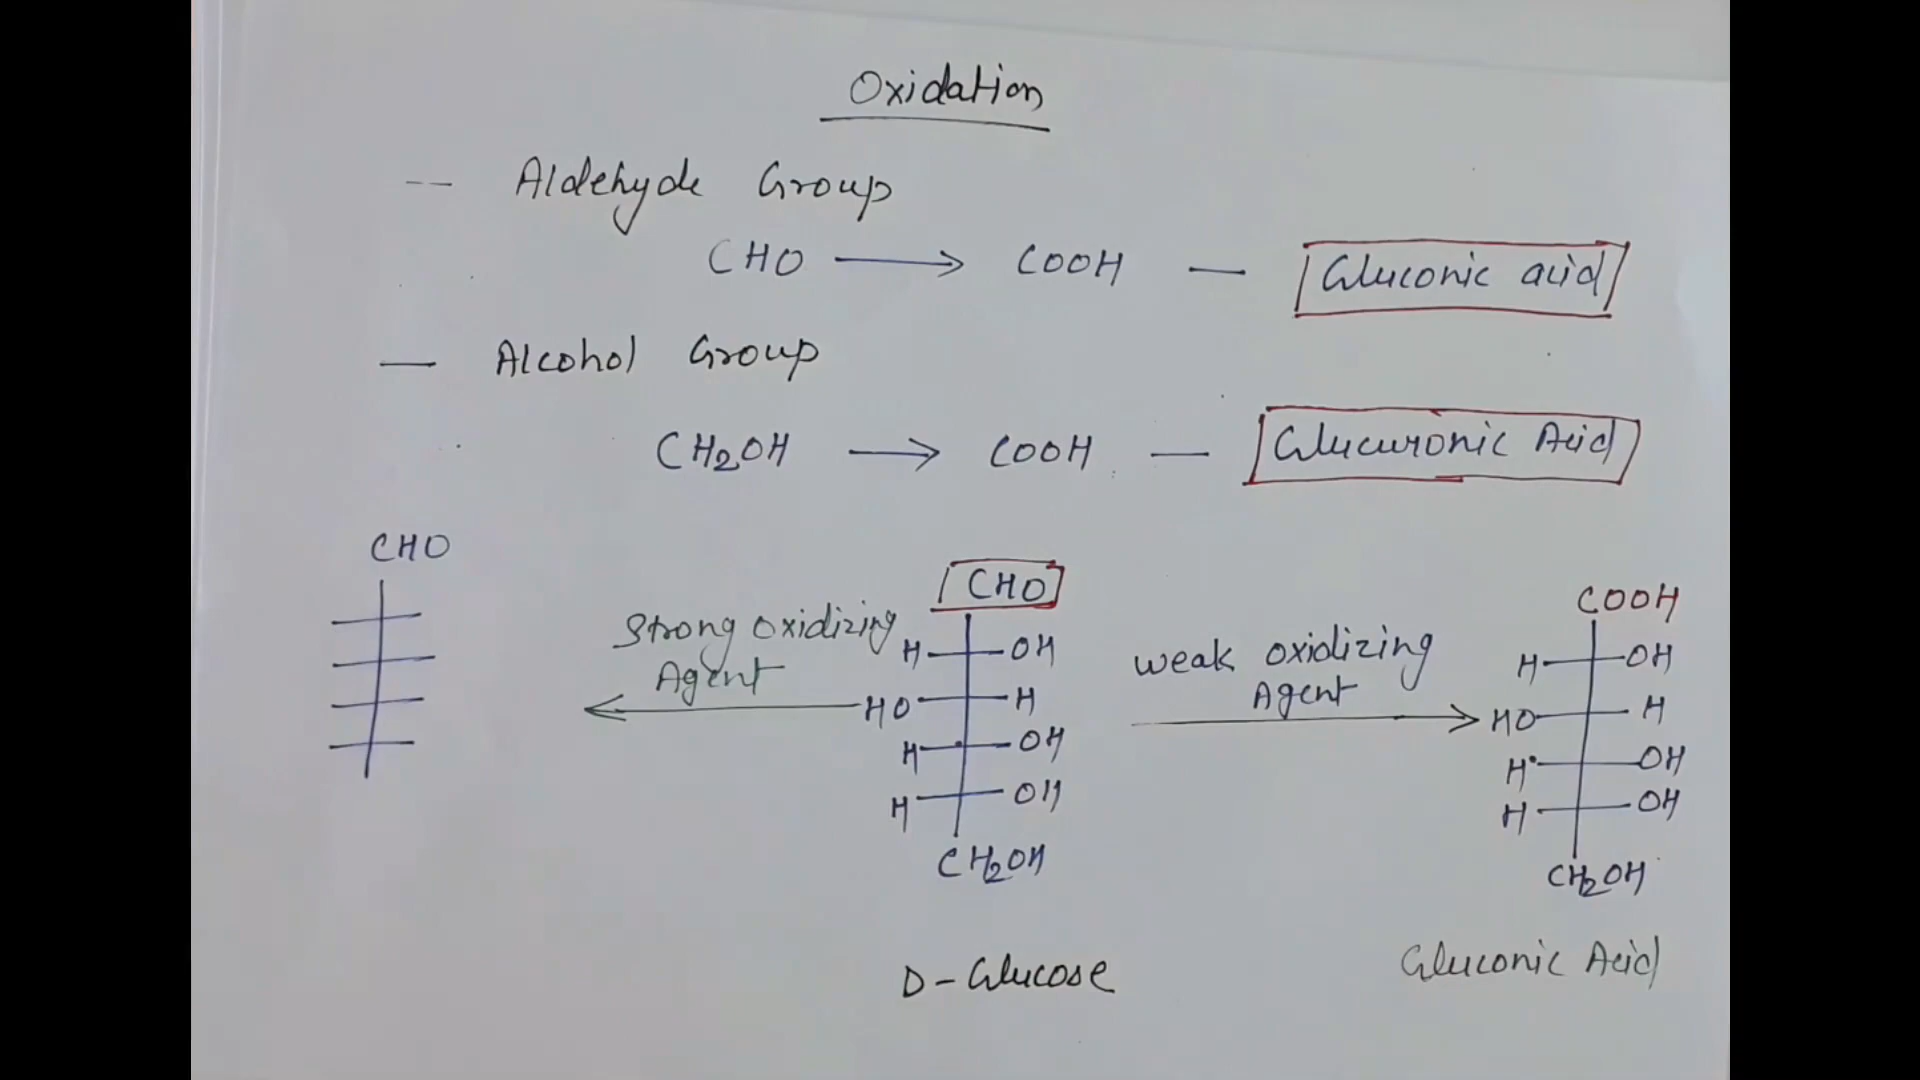 Oxidation
-- Aldehyde Group
CHO → COOH — Gluconic acid
— Alcohol Group
CH2OH → COOH — Glucuronic Acid
CHO
Strong oxidizing
Agent
CHO
H OH
HO H
H OH
H OH
CH2OH
D-Glucose
weak oxidizing
Agent
COOH
H OH
HO H
H OH
H OH
CH2OH
Gluconic Acid